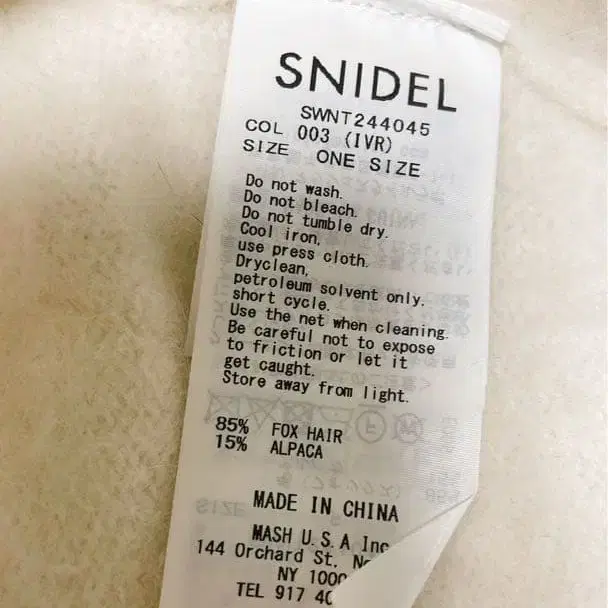 SNIDEL
SWNT244045
COL 003 (IVR)
SIZE ONE SIZE
Do not wash.
Do not bleach.
Do not tumble dry.
Cool iron,
use press cloth.
Dryclean,
petroleum solvent only.
short cycle.
Use the net when cleaning.
Be careful not to expose
to friction or let it
get caught.
Store away from light.
85% FOX HAIR
15% ALPACA
MADE IN CHINA
MASH U.S.A Inc
144 Orchard St,
NY
TEL 917